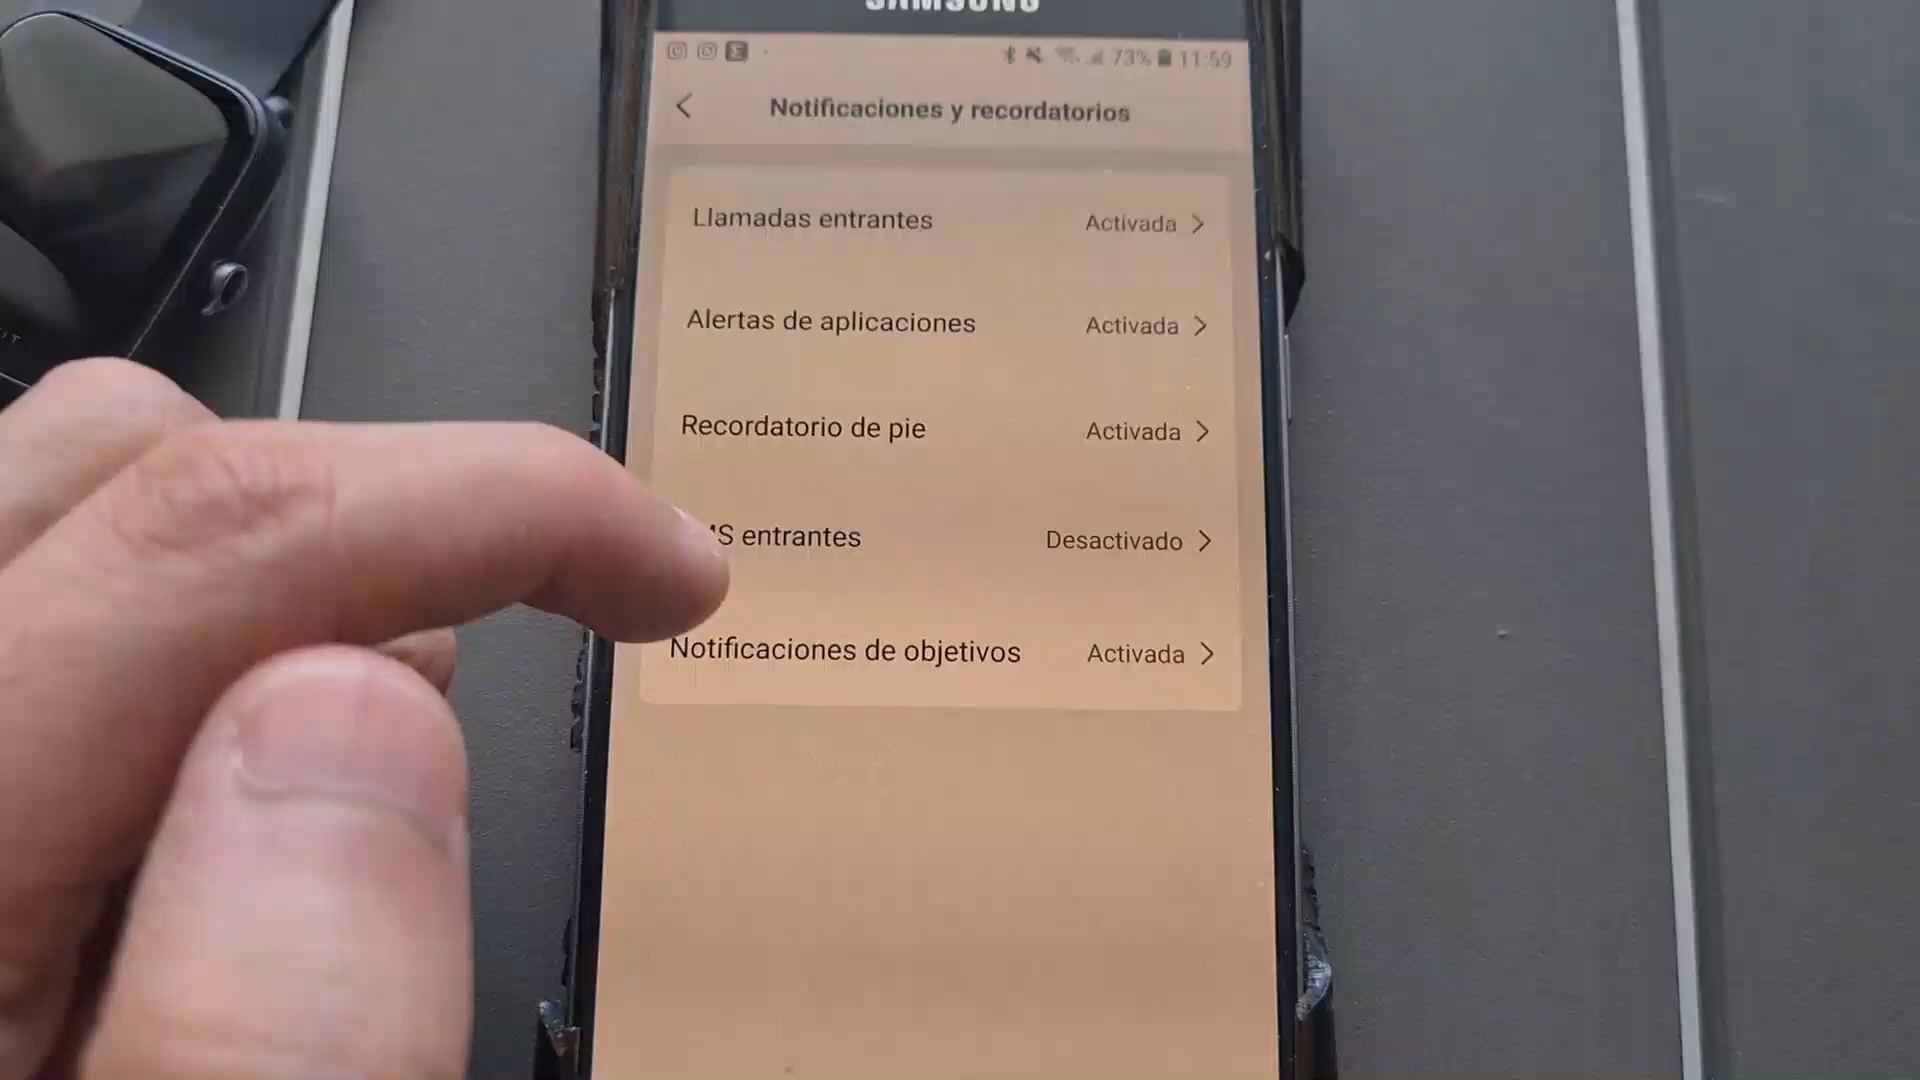 SAMSUNG
73% 11:59
Notificaciones y recordatorios
Llamadas entrantes Activada
Alertas de aplicaciones Activada
Recordatorio de pie Activada
MS entrantes Desactivado
Notificaciones de objetivos Activada